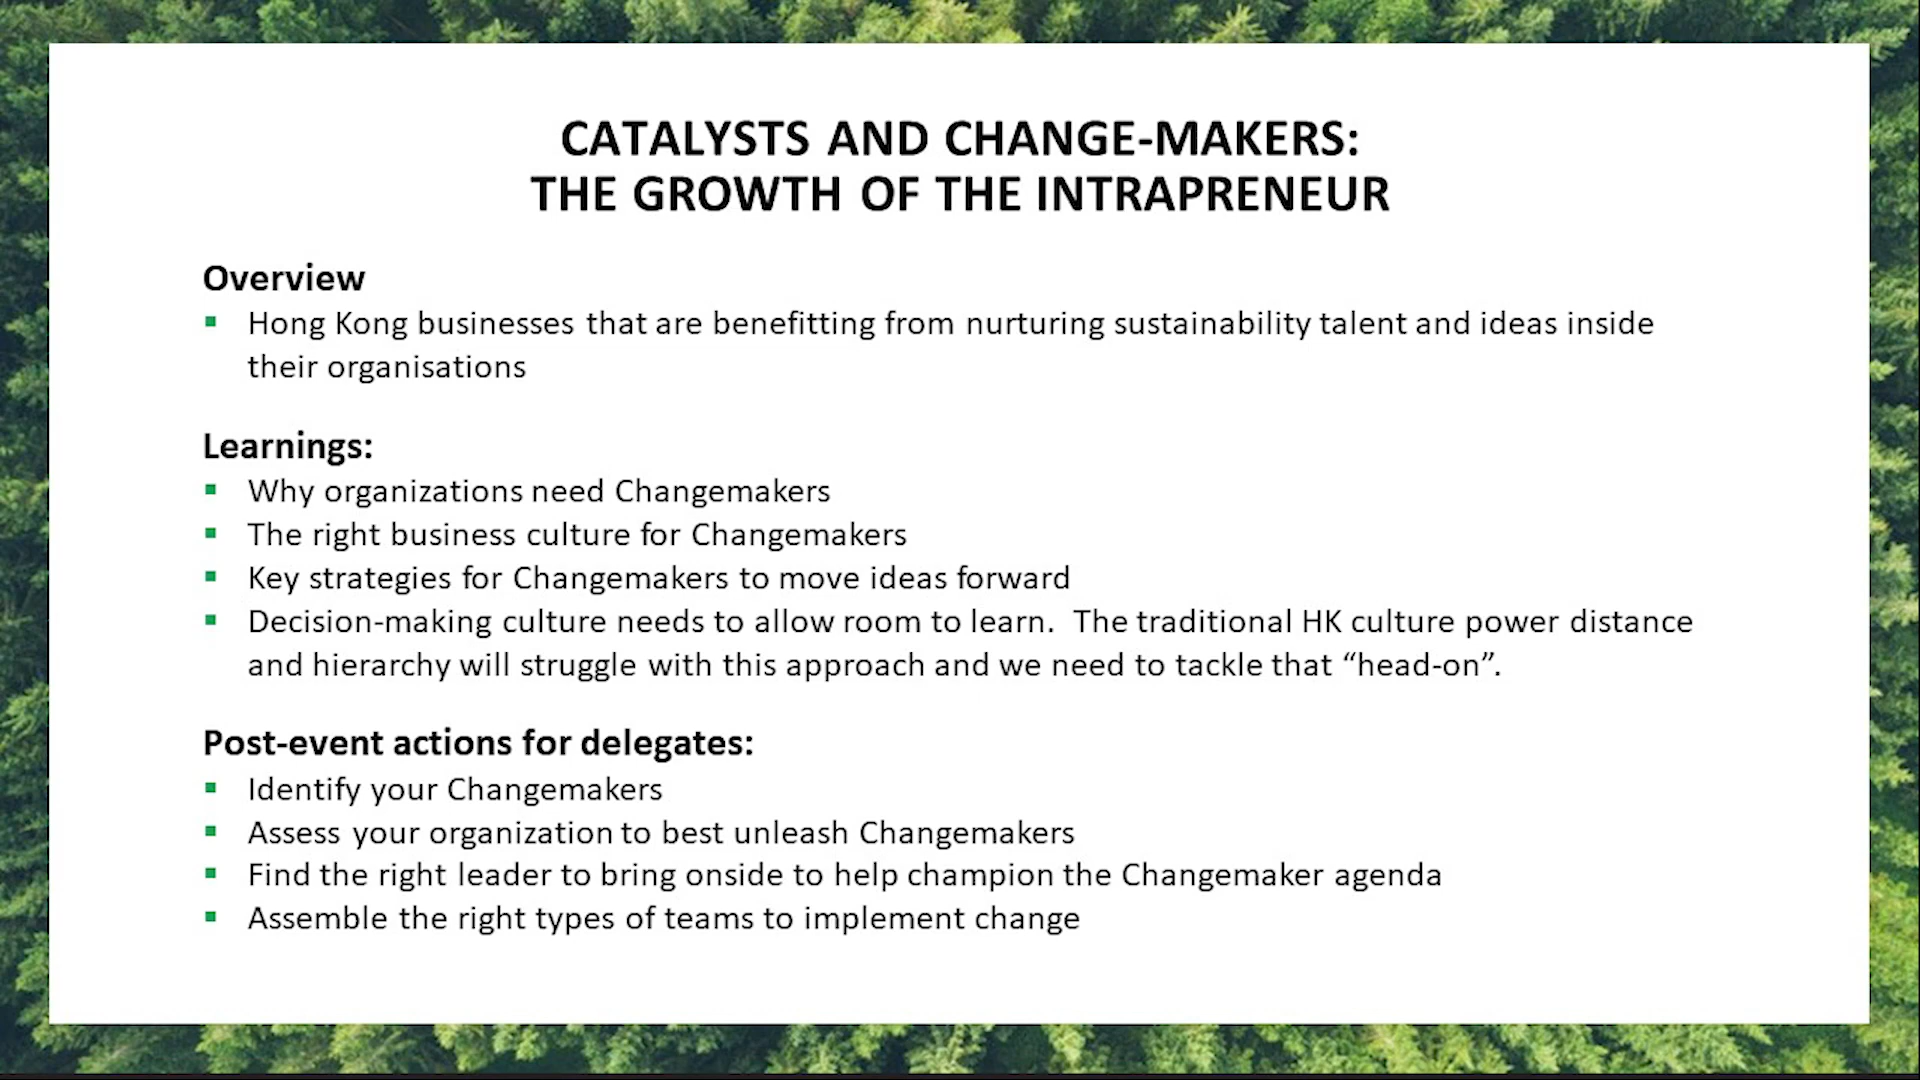 CATALYSTS AND CHANGE-MAKERS:
THE GROWTH OF THE INTRAPRENEUR
Overview
▪ Hong Kong businesses that are benefitting from nurturing sustainability talent and ideas inside
their organisations
Learnings:
▪ Why organizations need Changemakers
▪ The right business culture for Changemakers
▪ Key strategies for Changemakers to move ideas forward
▪ Decision-making culture needs to allow room to learn.  The traditional HK culture power distance
and hierarchy will struggle with this approach and we need to tackle that “head-on”.
Post-event actions for delegates:
▪ Identify your Changemakers
▪ Assess your organization to best unleash Changemakers
▪ Find the right leader to bring onside to help champion the Changemaker agenda
▪ Assemble the right types of teams to implement change